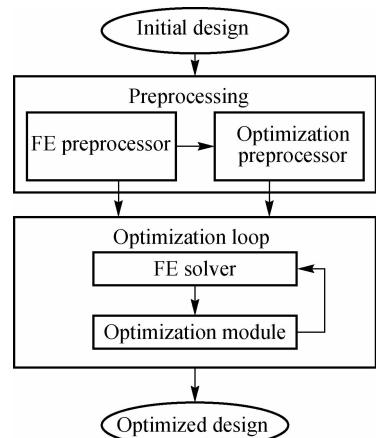 Initial design
Preprocessing
FE preprocessor
Optimization
preprocessor
Optimization loop
FE solver
Optimization module
Optimized design